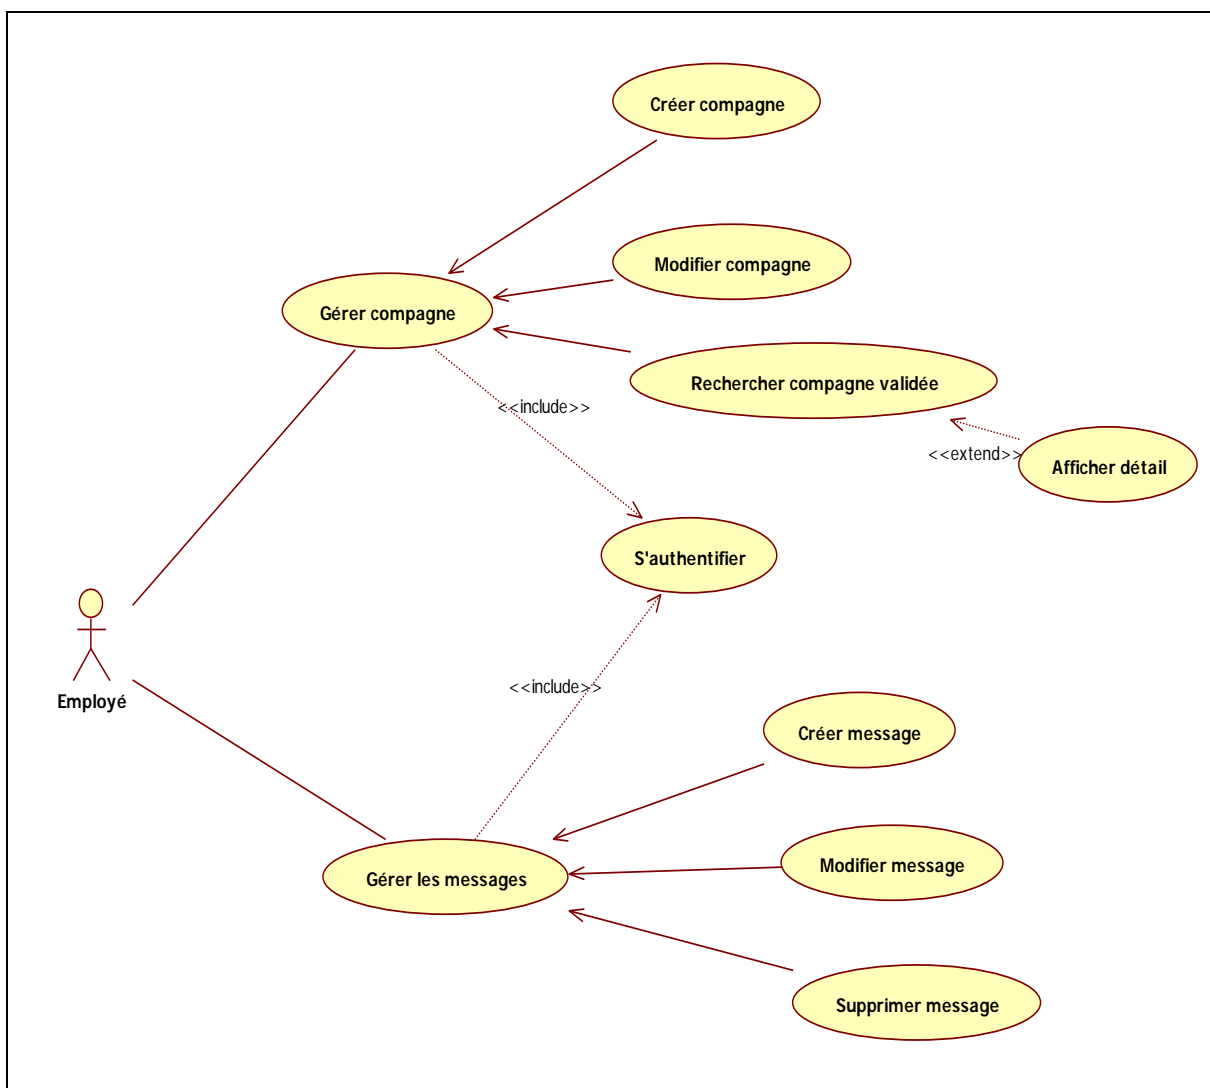 Créer compagne
Modifier compagne
Gérer compagne
Rechercher compagne validée
<<include>>
<<extend>>
Afficher détail
S'authentifier
<<include>>
Employé
Créer message
Modifier message
Gérer les messages
Supprimer message